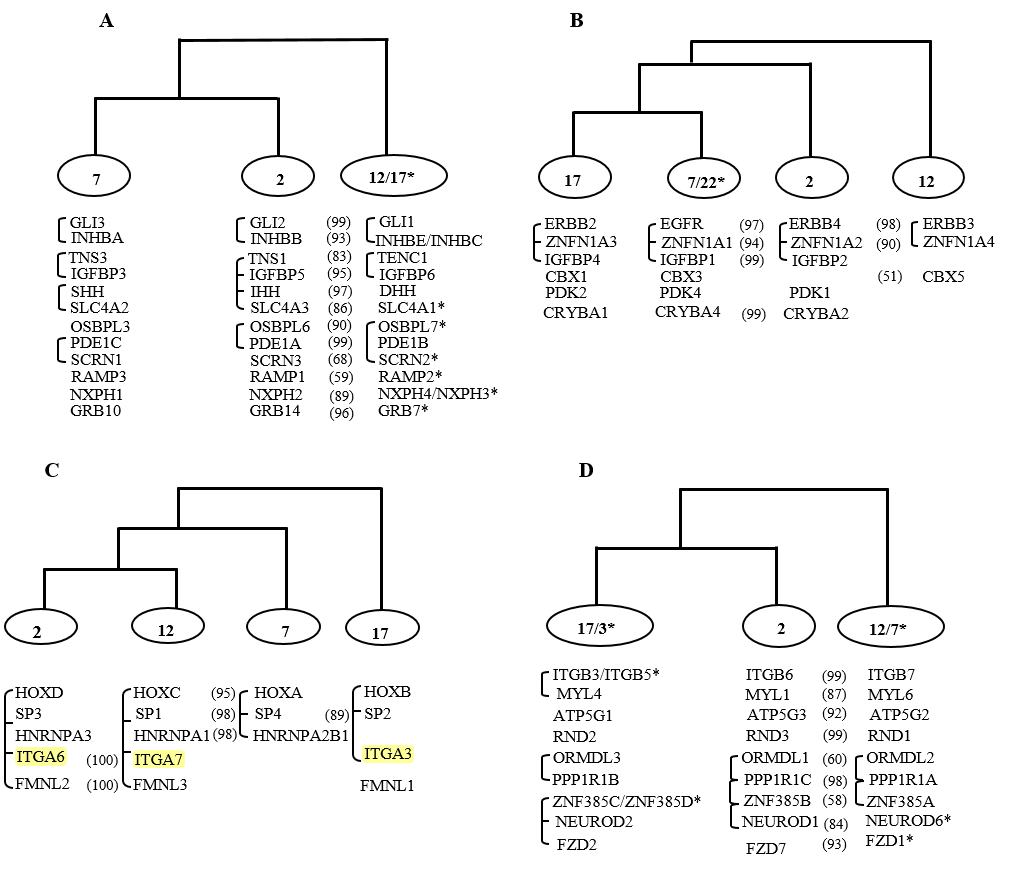 A
7 2 12/17*
GLI3 GLI2 (99) GLI1
INHBA INHBB (93) INHBE/INHBC
TNS3 TNS1 (83) TENC1
IGFBP3 IGFBP5 (95) IGFBP6
SHH IHH (97) DHH
SLC4A2 SLC4A3 (86) SLC4A1*
OSBPL3 OSBPL6 (90) OSBPL7*
PDE1C PDE1A (99) PDE1B
SCRN1 SCRN3 (68) SCRN2*
RAMP3 RAMP1 (59) RAMP2*
NXPH1 NXPH2 (89) NXPH4/NXPH3*
GRB10 GRB14 (96) GRB7*
B
17 7/22* 2 12
ERBB2 EGFR (97) ERBB4 (98) ERBB3
ZNFN1A3 ZNFN1A1 (94) ZNFN1A2 (90) ZNFN1A4
IGFBP4 IGFBP1 (99) IGFBP2
CBX1 CBX3 (51) CBX5
PDK2 PDK4 PDK1
CRYBA1 CRYBA4 (99) CRYBA2
C
2 12 7 17
HOXD HOXC (95) HOXA HOXB
SP3 SP1 (98) SP4 (89) SP2
HNRNPA3 HNRNPA1 (98) HNRNPA2B1
ITGA6 (100) ITGA7 ITGA3
FMNL2 (100) FMNL3 FMNL1
D
17/3* 2 12/7*
ITGB3/ITGB5* ITGB6 (99) ITGB7
MYL4 MYL1 (87) MYL6
ATP5G1 ATP5G3 (92) ATP5G2
RND2 RND3 (99) RND1
ORMDL3 ORMDL1 (60) ORMDL2
PPP1R1B PPP1R1C (98) PPP1R1A
ZNF385C/ZNF385D* ZNF385B (58) ZNF385A
NEUROD2 NEUROD1 (84) NEUROD6*
FZD2 FZD7 (93) FZD1*